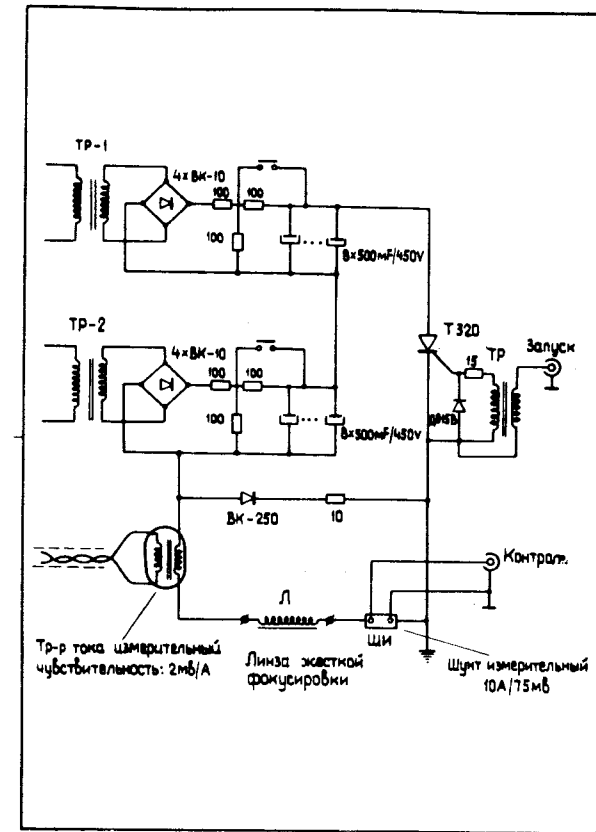 ТР-1
4×ВК-10
100
100
100
8×500mF/450V
ТР-2
4×ВК-10
100
100
100
8×500mF/450V
Т 320
15
ТР
Запуск
ВК-250
10
Контроль
Л
ШИ
Тр-р тока измерительный
чувствительность: 2мв/А
Линза жесткой
фокусировки
Шунт измерительный
10А/75мв